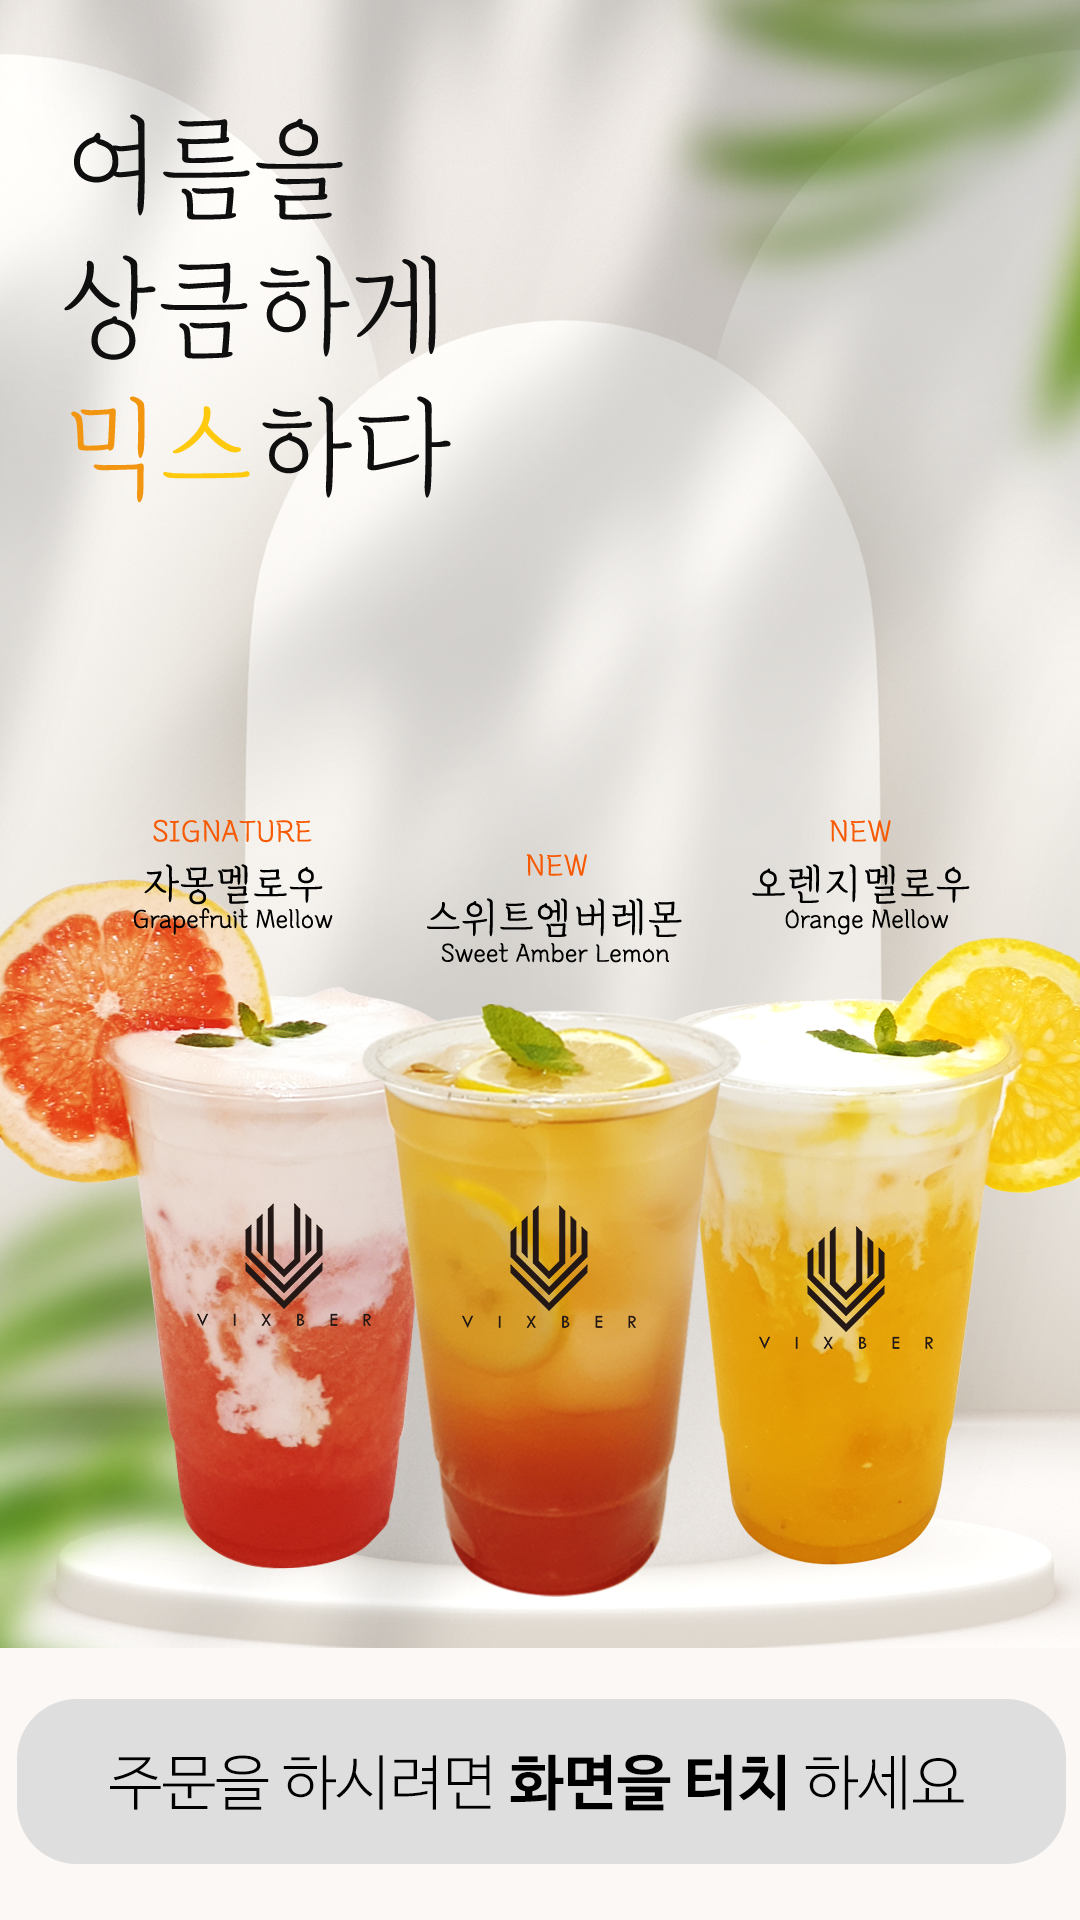 여름을
상큼하게
믹스하다
SIGNATURE
자몽멜로우
Grapefruit Mellow
NEW
스위트엠버레몬
Sweet Amber Lemon
NEW
오렌지멜로우
Orange Mellow
VIXBER
VIXBER
VIXBER
주문을 하시려면 화면을 터치 하세요